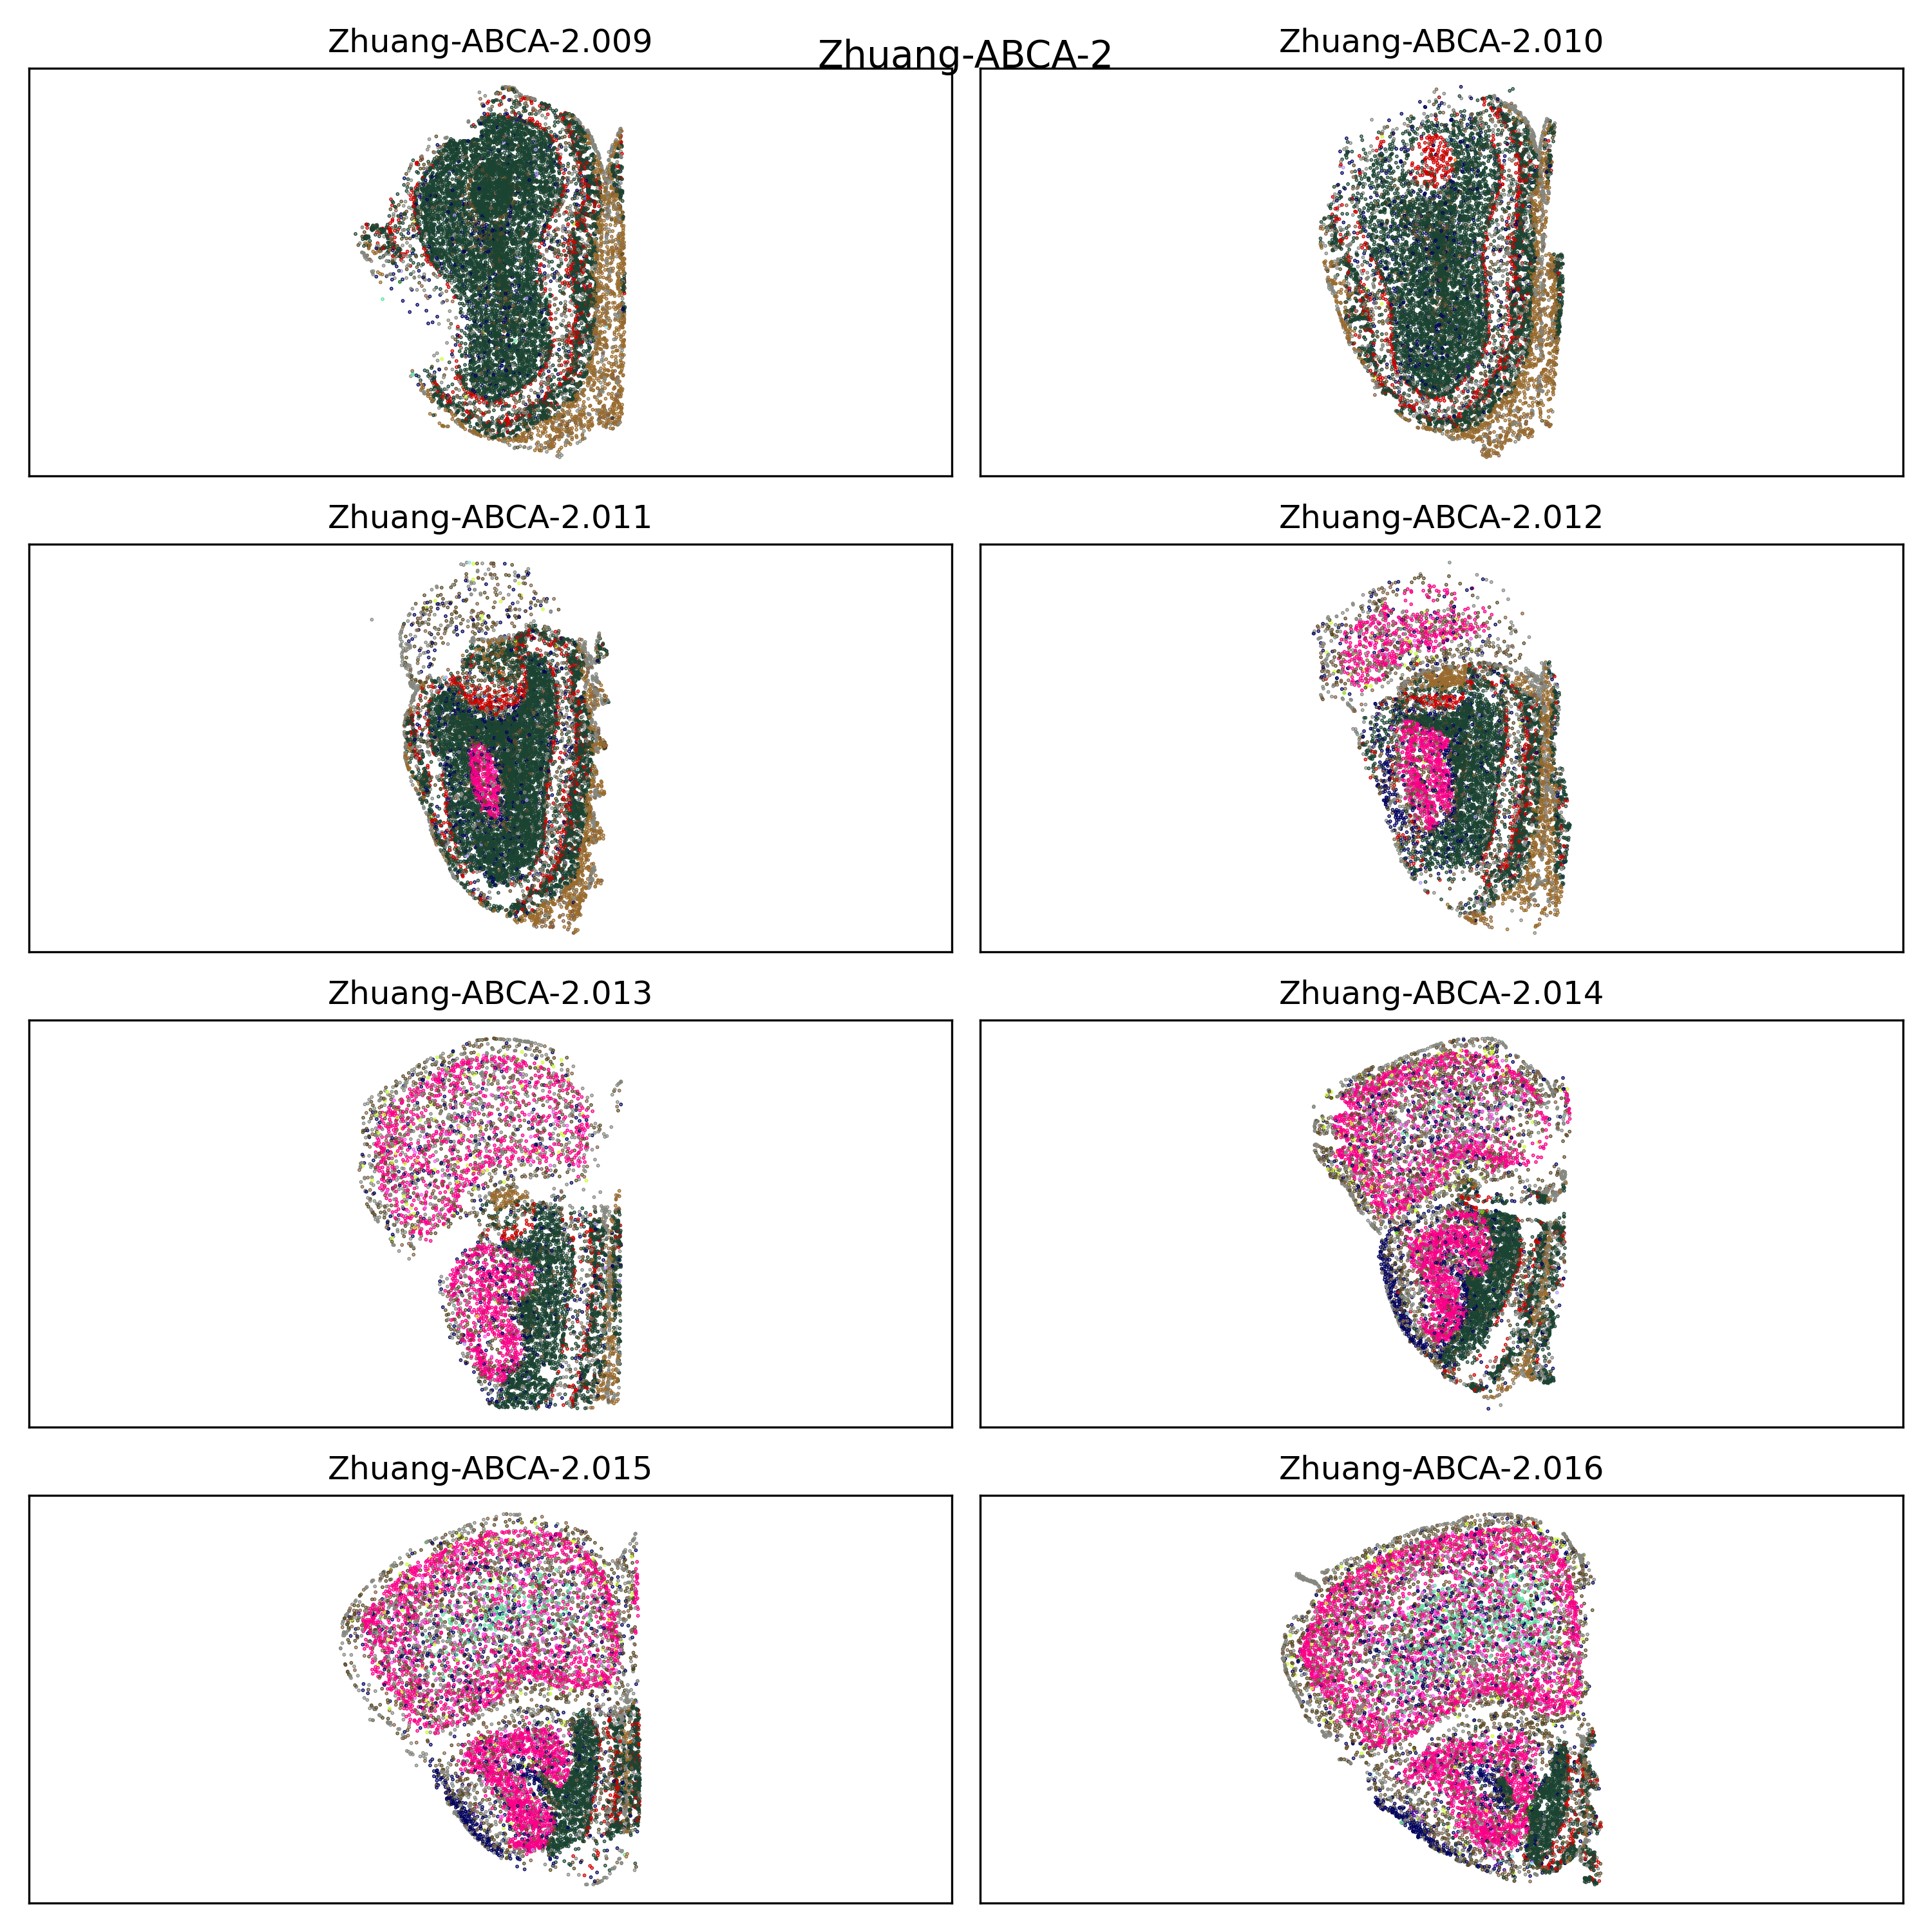 Zhuang-ABCA-2
Zhuang-ABCA-2.009
Zhuang-ABCA-2.010
Zhuang-ABCA-2.011
Zhuang-ABCA-2.012
Zhuang-ABCA-2.013
Zhuang-ABCA-2.014
Zhuang-ABCA-2.015
Zhuang-ABCA-2.016